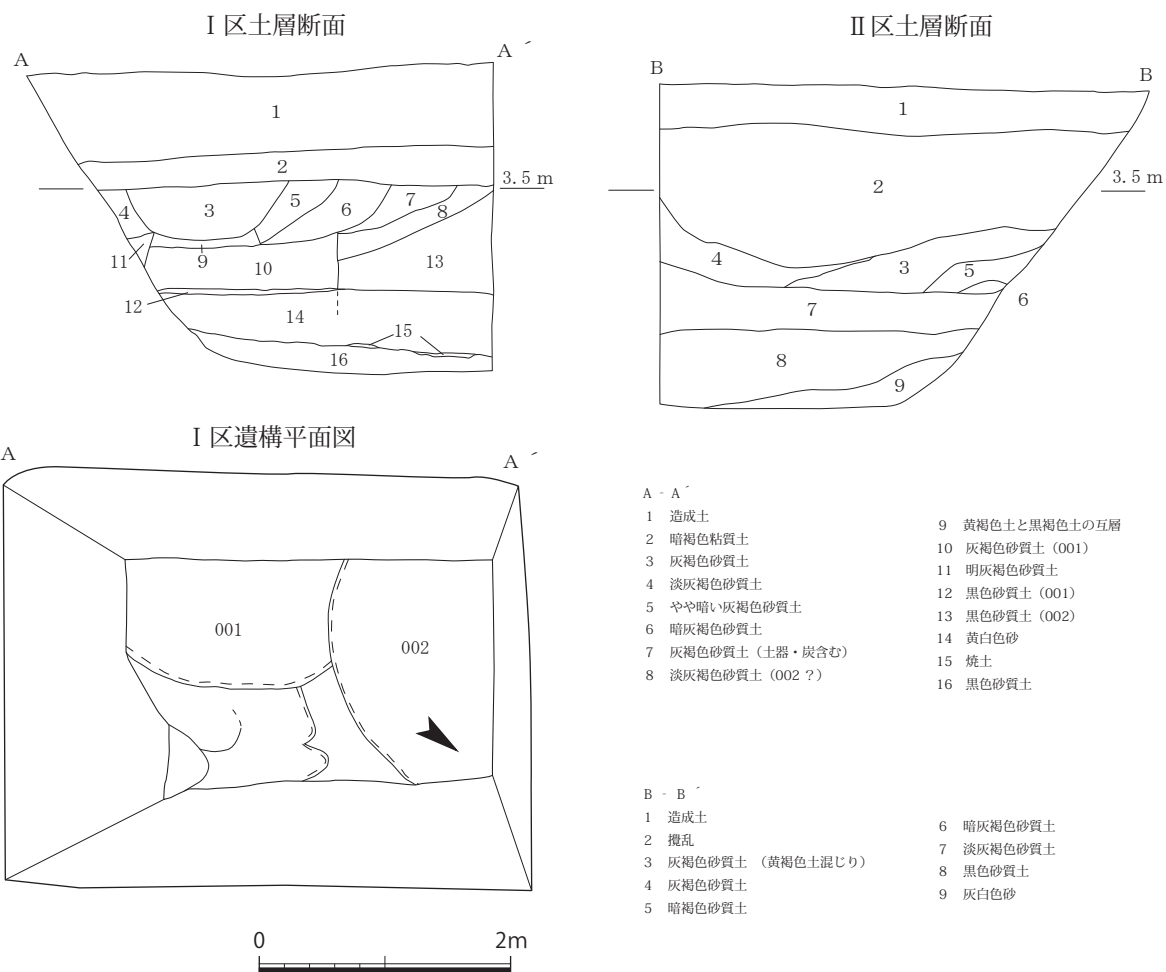 Ⅰ区土層断面
A
A´
1
2
3.5 m
3
4
5
6
7
8
9
10
11
12
13
14
15
16
Ⅱ区土層断面
B
B
1
2
3.5 m
3
4
5
6
7
8
9
Ⅰ区遺構平面図
A
A´
001
002
0
2m
A - A´
1 造成土
2 暗褐色粘質土
3 灰褐色砂質土
4 淡灰褐色砂質土
5 やや暗い灰褐色砂質土
6 暗灰褐色砂質土
7 灰褐色砂質土（土器・炭含む）
8 淡灰褐色砂質土（002 ？）
9 黄褐色土と黒褐色土の互層
10 灰褐色砂質土（001）
11 明灰褐色砂質土
12 黒色砂質土（001）
13 黒色砂質土（002）
14 黄白色砂
15 焼土
16 黒色砂質土
B - B´
1 造成土
2 攪乱
3 灰褐色砂質土 （黄褐色土混じり）
4 灰褐色砂質土
5 暗褐色砂質土
6 暗灰褐色砂質土
7 淡灰褐色砂質土
8 黒色砂質土
9 灰白色砂